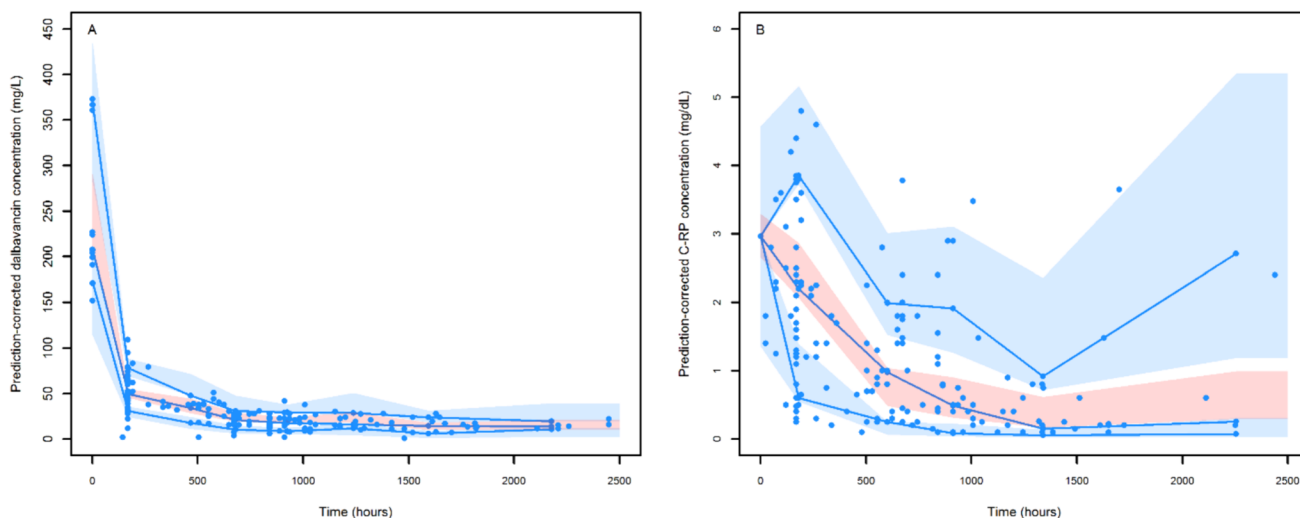 A
Prediction-corrected dalbavancin concentration (mg/L)
450
400
350
300
250
200
150
100
50
0
0 500 1000 1500 2000 2500
Time (hours)
B
Prediction-corrected C-RP concentration (mg/dL)
6
5
4
3
2
1
0
0 500 1000 1500 2000 2500
Time (hours)